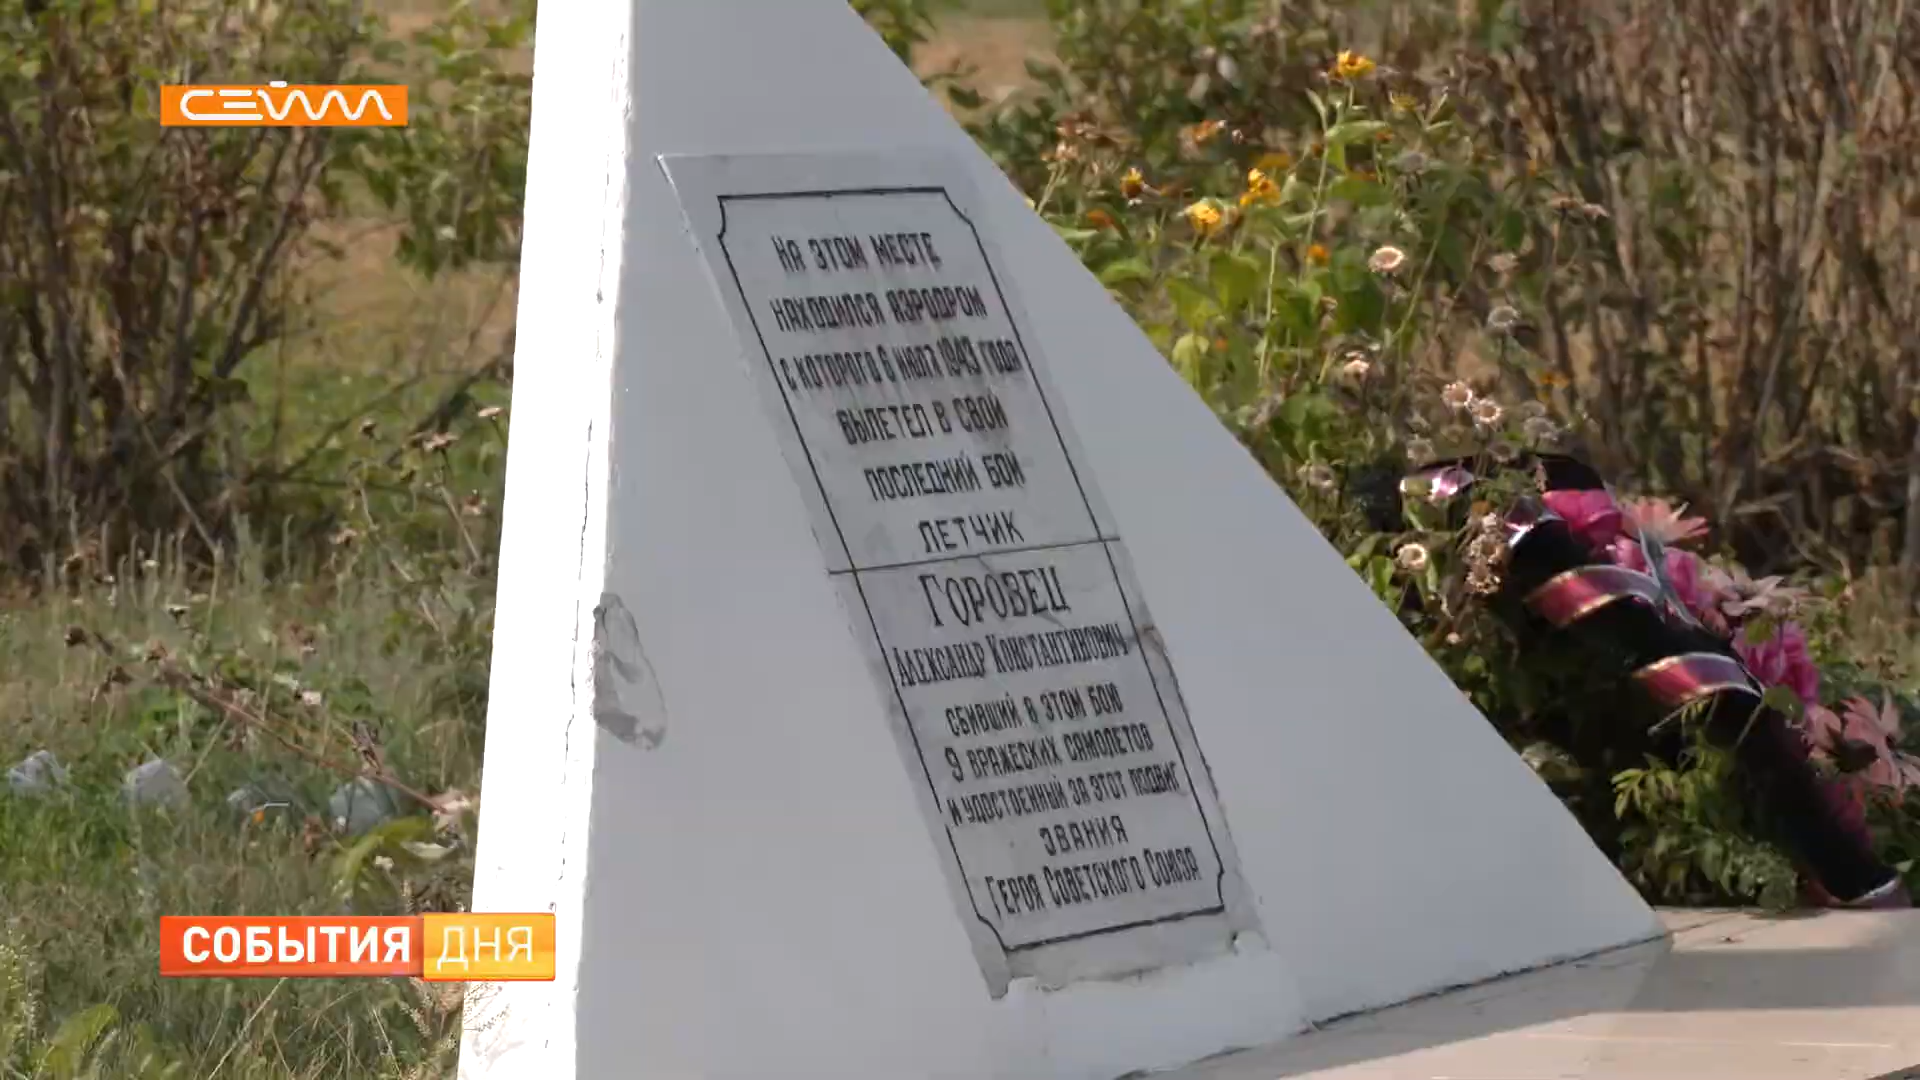 СЕЙМ
НА ЭТОМ МЕСТЕ
НАХОДИЛСЯ АЭРОДРОМ
С КОТОРОГО 6 ИЮЛЯ 1943 ГОДА
ВЫЛЕТЕЛ В СВОЙ
ПОСЛЕДНИЙ БОЙ
ЛЕТЧИК
ГОРОВЕЦ
АЛЕКСАНДР КОНСТАНТИНОВИЧ
СБИВШИЙ В ЭТОМ БОЮ
9 ВРАЖЕСКИХ САМОЛЕТОВ
И УДОСТОЕННЫЙ ЗА ЭТОТ ПОДВИГ
ЗВАНИЯ
ГЕРОЯ СОВЕТСКОГО СОЮЗА
СОБЫТИЯ ДНЯ